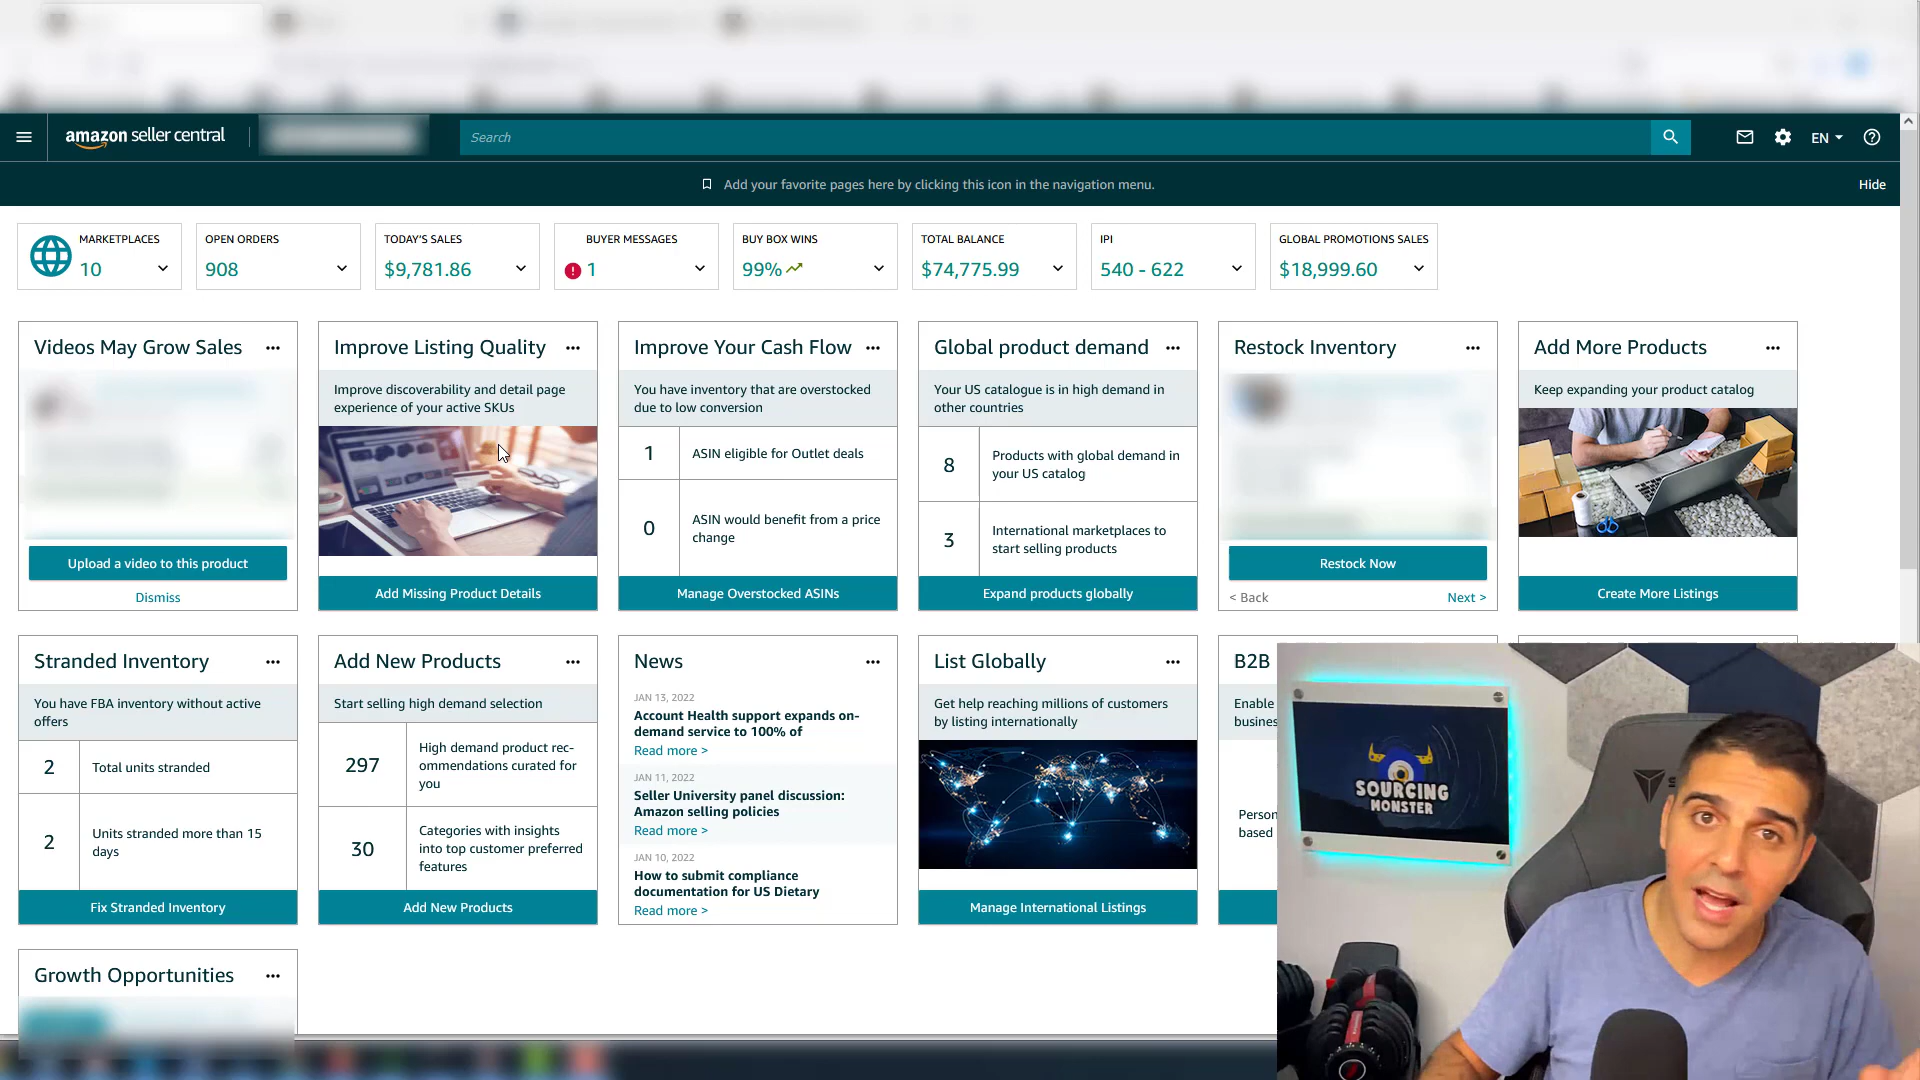 amazon seller central
Search
EN
Add your favorite pages here by clicking this icon in the navigation menu.
Hide
MARKETPLACES
10
OPEN ORDERS
908
TODAY'S SALES
$9,781.86
BUYER MESSAGES
1
BUY BOX WINS
99%
TOTAL BALANCE
$74,775.99
IPI
540 - 622
GLOBAL PROMOTIONS SALES
$18,999.60
Videos May Grow Sales
Upload a video to this product
Dismiss
Improve Listing Quality
Improve discoverability and detail page
experience of your active SKUs
Add Missing Product Details
Improve Your Cash Flow
You have inventory that are overstocked
due to low conversion
1
ASIN eligible for Outlet deals
0
ASIN would benefit from a price
change
Manage Overstocked ASINs
Global product demand
Your US catalogue is in high demand in
other countries
8
Products with global demand in
your US catalog
3
International marketplaces to
start selling products
Expand products globally
Restock Inventory
Restock Now
< Back
Next >
Add More Products
Keep expanding your product catalog
Create More Listings
Stranded Inventory
You have FBA inventory without active
offers
2
Total units stranded
2
Units stranded more than 15
days
Fix Stranded Inventory
Add New Products
Start selling high demand selection
297
High demand product rec-
ommendations curated for
you
30
Categories with insights
into top customer preferred
features
Add New Products
News
JAN 13, 2022
Account Health support expands on-
demand service to 100% of
Read more >
JAN 11, 2022
Seller University panel discussion:
Amazon selling policies
Read more >
JAN 10, 2022
How to submit compliance
documentation for US Dietary
Read more >
List Globally
Get help reaching millions of customers
by listing internationally
Manage International Listings
B2B
Enable
busines
Person
based
SOURCING
MONSTER
Growth Opportunities